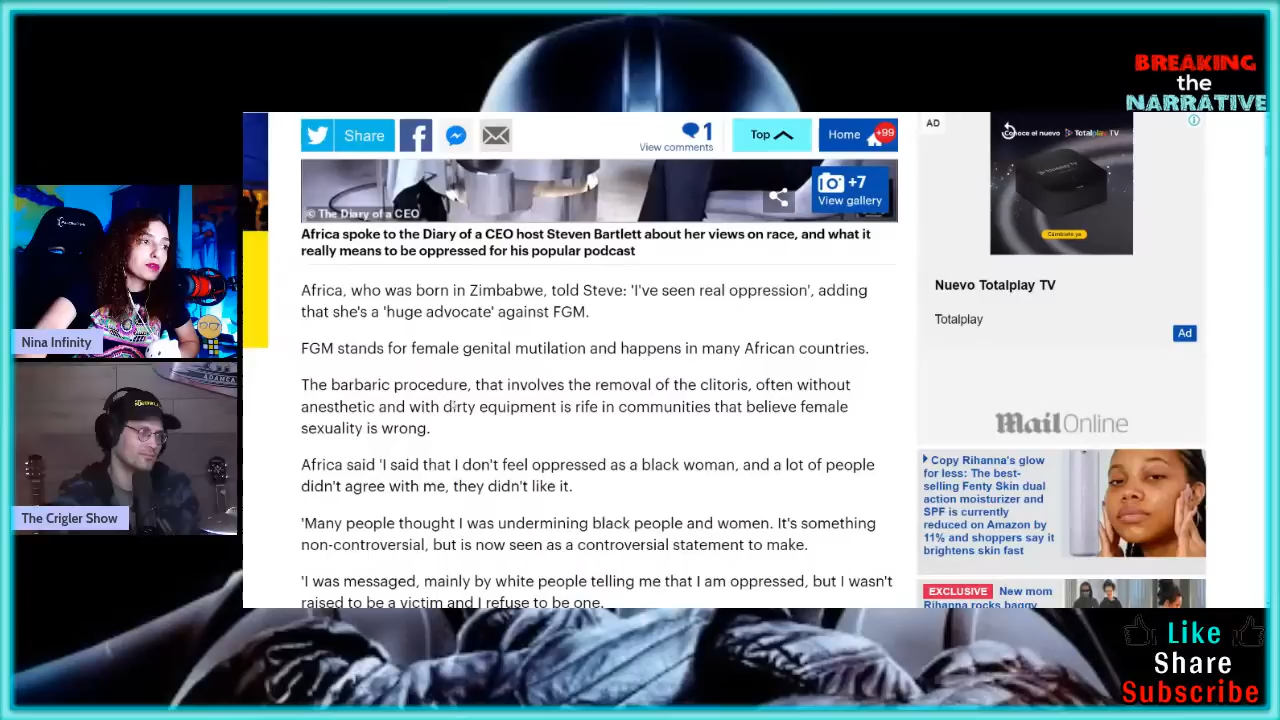 BREAKING
the
NARRATIVE
Share
1
View comments
Top
Home
+99
+7
View gallery
© The Diary of a CEO
Africa spoke to the Diary of a CEO host Steven Bartlett about her views on race, and what it
really means to be oppressed for his popular podcast
Africa, who was born in Zimbabwe, told Steve: 'I've seen real oppression', adding
that she's a 'huge advocate' against FGM.
FGM stands for female genital mutilation and happens in many African countries.
The barbaric procedure, that involves the removal of the clitoris, often without
anesthetic and with dirty equipment is rife in communities that believe female
sexuality is wrong.
Africa said 'I said that I don't feel oppressed as a black woman, and a lot of people
didn't agree with me, they didn't like it.
'Many people thought I was undermining black people and women. It's something
non-controversial, but is now seen as a controversial statement to make.
'I was messaged, mainly by white people telling me that I am oppressed, but I wasn't
raised to be a victim and I refuse to be one.
AD
Conoce el nuevo
Totalplay TV
Cámbiate ya
Nuevo Totalplay TV
Totalplay
Ad
MailOnline
Copy Rihanna's glow
for less: The best-
selling Fenty Skin dual
action moisturizer and
SPF is currently
reduced on Amazon by
11% and shoppers say it
brightens skin fast
EXCLUSIVE New mom
Rihanna rocks baggy
Nina Infinity
The Crigler Show
Like
Share
Subscribe